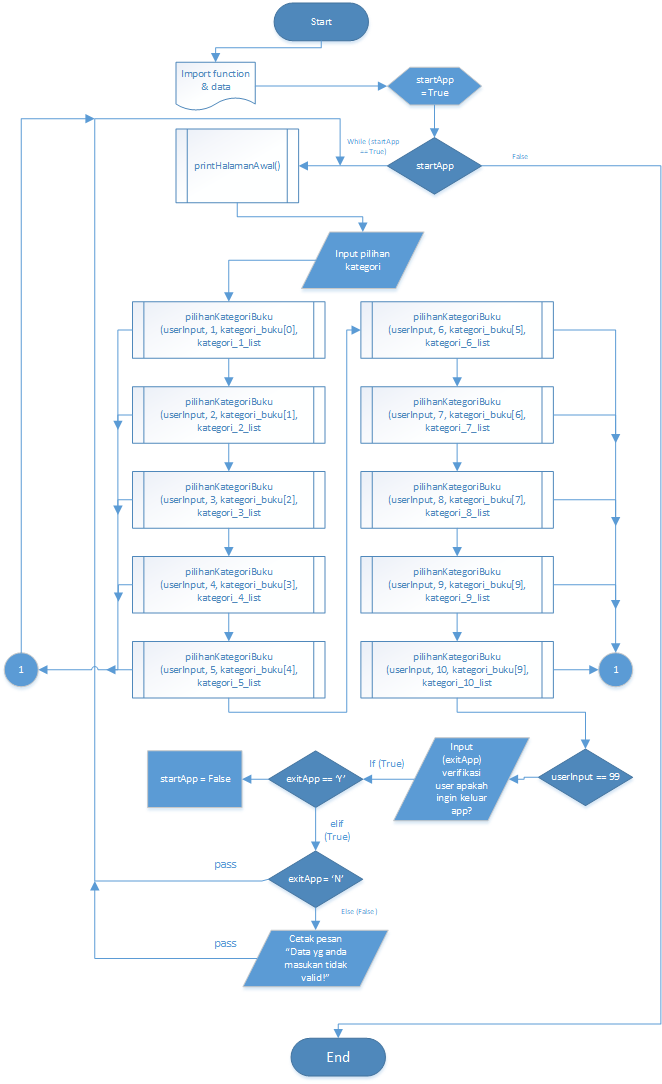 Start
Import function
& data
startApp
= True
While (startApp
== True)
startApp
False
printHalamanAwal()
Input pilihan
kategori
pilihanKategoriBuku
(userInput, 1, kategori_buku[0],
kategori_1_list
pilihanKategoriBuku
(userInput, 2, kategori_buku[1],
kategori_2_list
pilihanKategoriBuku
(userInput, 3, kategori_buku[2],
kategori_3_list
pilihanKategoriBuku
(userInput, 4, kategori_buku[3],
kategori_4_list
pilihanKategoriBuku
(userInput, 5, kategori_buku[4],
kategori_5_list
pilihanKategoriBuku
(userInput, 6, kategori_buku[5],
kategori_6_list
pilihanKategoriBuku
(userInput, 7, kategori_buku[6],
kategori_7_list
pilihanKategoriBuku
(userInput, 8, kategori_buku[7],
kategori_8_list
pilihanKategoriBuku
(userInput, 9, kategori_buku[9],
kategori_9_list
pilihanKategoriBuku
(userInput, 10, kategori_buku[9],
kategori_10_list
1
1
userInput == 99
Input
(exitApp)
verifikasi
user apakah
ingin keluar
app?
If (True)
exitApp == ‘Y’
startApp = False
elif
(True)
exitApp = ‘N’
pass
Else (False)
Cetak pesan
“Data yg anda
masukan tidak
valid!”
pass
End